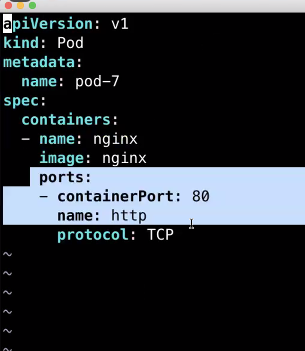 apiVersion: v1
kind: Pod
metadata:
  name: pod-7
spec:
  containers:
  - name: nginx
    image: nginx
    ports:
    - containerPort: 80
      name: http
      protocol: TCP
~
~
~
~
~
~